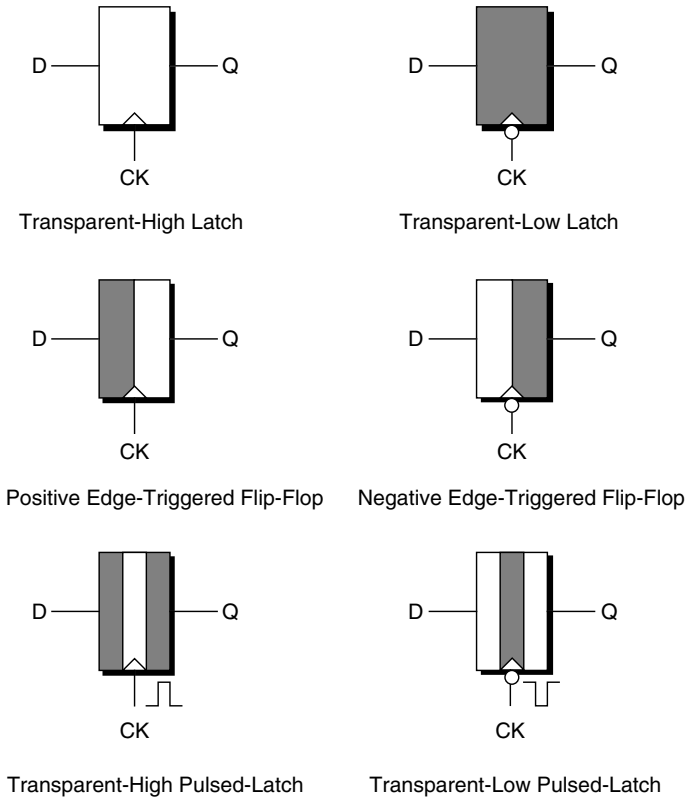 D Q D Q
CK CK
Transparent-High Latch Transparent-Low Latch
D Q D Q
CK CK
Positive Edge-Triggered Flip-Flop Negative Edge-Triggered Flip-Flop
D Q D Q
CK CK
Transparent-High Pulsed-Latch Transparent-Low Pulsed-Latch